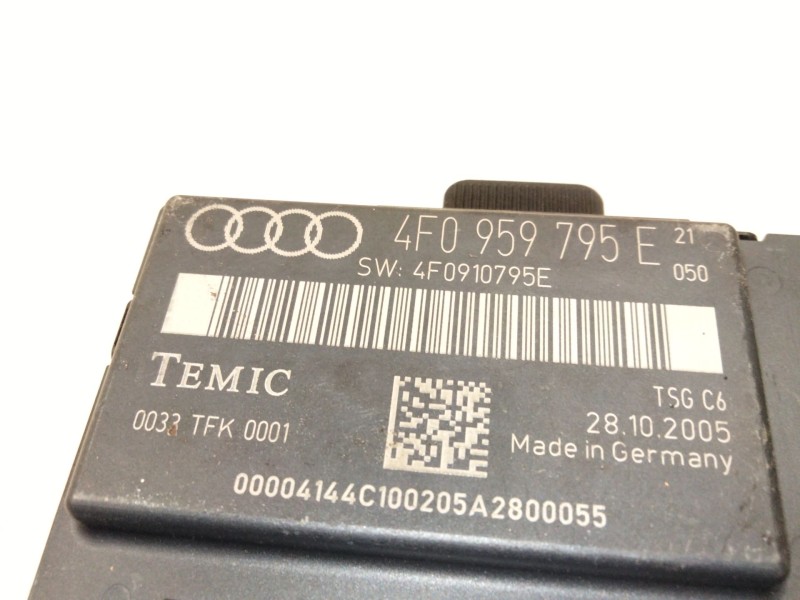 4F0 959 795 E 21
050
SW: 4F0910795E
TEMIC
TSG C6
0033 TFK 0001
28.10.2005
Made in Germany
00004144C100205A2800055